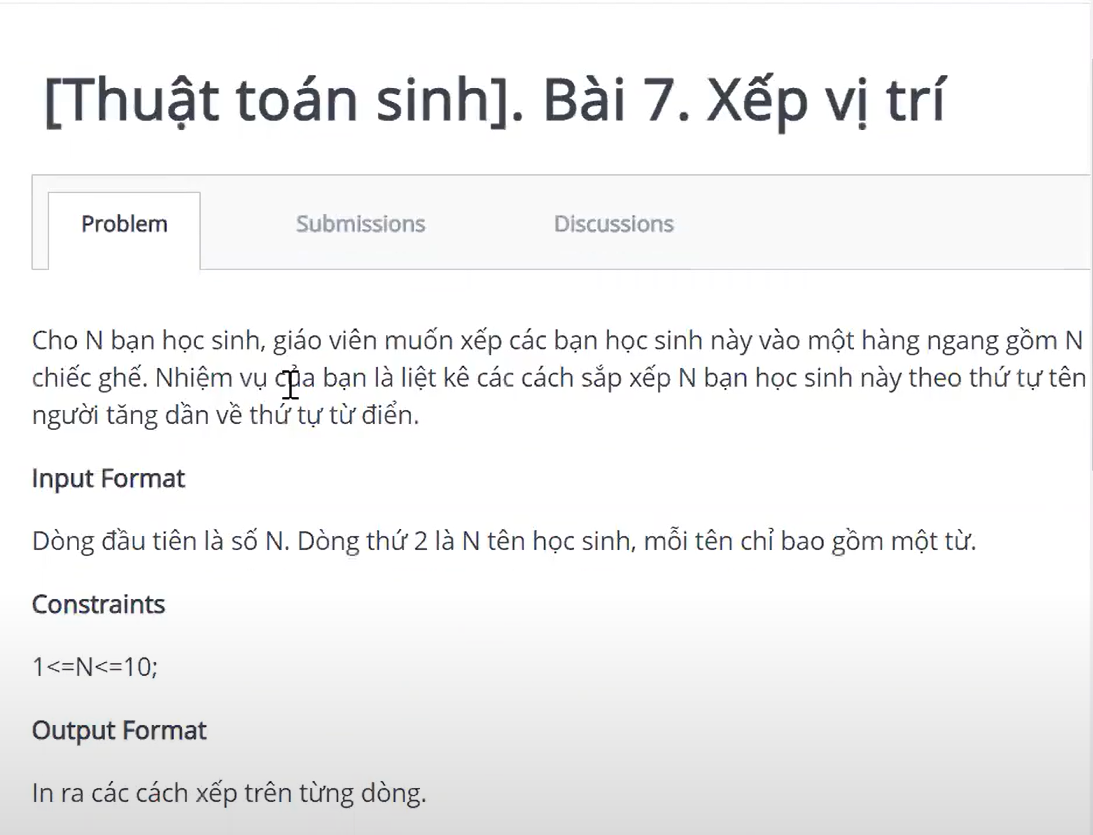 [Thuật toán sinh]. Bài 7. Xếp vị trí
Problem
Submissions
Discussions
Cho N bạn học sinh, giáo viên muốn xếp các bạn học sinh này vào một hàng ngang gồm N
chiếc ghế. Nhiệm vụ của bạn là liệt kê các cách sắp xếp N bạn học sinh này theo thứ tự tên
người tăng dần về thứ tự từ điển.
Input Format
Dòng đầu tiên là số N. Dòng thứ 2 là N tên học sinh, mỗi tên chỉ bao gồm một từ.
Constraints
1<=N<=10;
Output Format
In ra các cách xếp trên từng dòng.